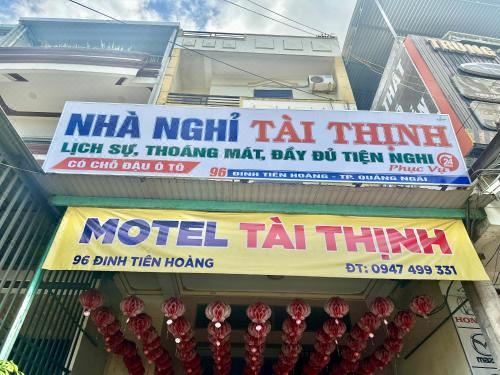 NHÀ NGHỈ TÀI THỊNH
LỊCH SỰ, THOÁNG MÁT, ĐẦY ĐỦ TIỆN NGHI 24
Phục Vụ
CÓ CHỖ ĐẬU Ô TÔ
96 ĐINH TIÊN HOÀNG - TP. QUẢNG NGÃI
MOTEL TÀI THỊNH
96 ĐINH TIÊN HOÀNG
ĐT: 0947 499 331
TRUNG